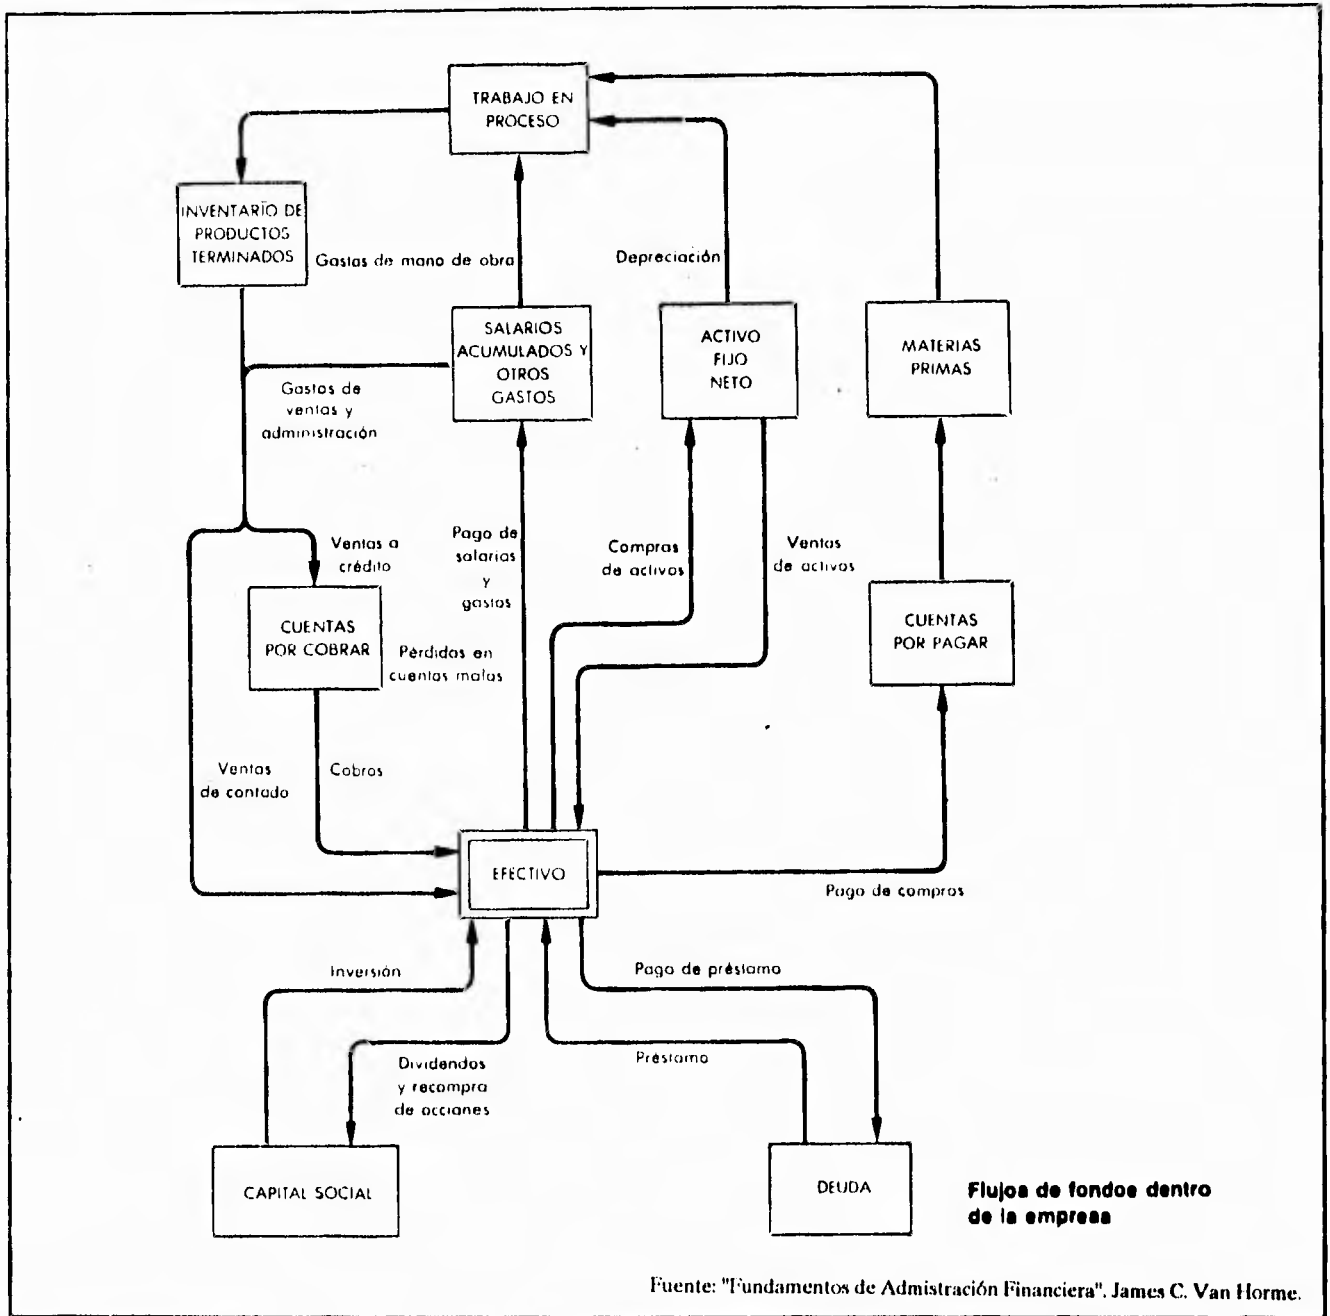 TRABAJO EN
PROCESO
INVENTARIO DE
PRODUCTOS
TERMINADOS
Gastos de mano de obra
Depreciación
SALARIOS
ACUMULADOS Y
OTROS
GASTOS
ACTIVO
FIJO
NETO
MATERIAS
PRIMAS
Gastos de
ventas y
administración
Ventas a
crédito
Pago de
salarios
y
gastos
Compras
de activos
Ventas
de activos
CUENTAS
POR COBRAR
Pérdidas en
cuentas malas
CUENTAS
POR PAGAR
Ventas
de contado
Cobros
EFECTIVO
Pago de compras
Inversión
Pago de préstamo
Dividendos
y recompra
de acciones
Préstamo
CAPITAL SOCIAL
DEUDA
Flujos de fondos dentro
de la empresa
Fuente: "Fundamentos de Admistración Financiera". James C. Van Horme.